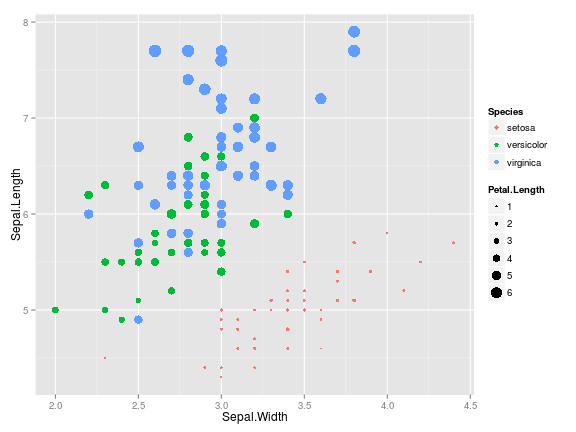 8
7
6
5
Sepal.Length
2.0 2.5 3.0 3.5 4.0 4.5
Sepal.Width
Species
setosa
versicolor
virginica
Petal.Length
1
2
3
4
5
6